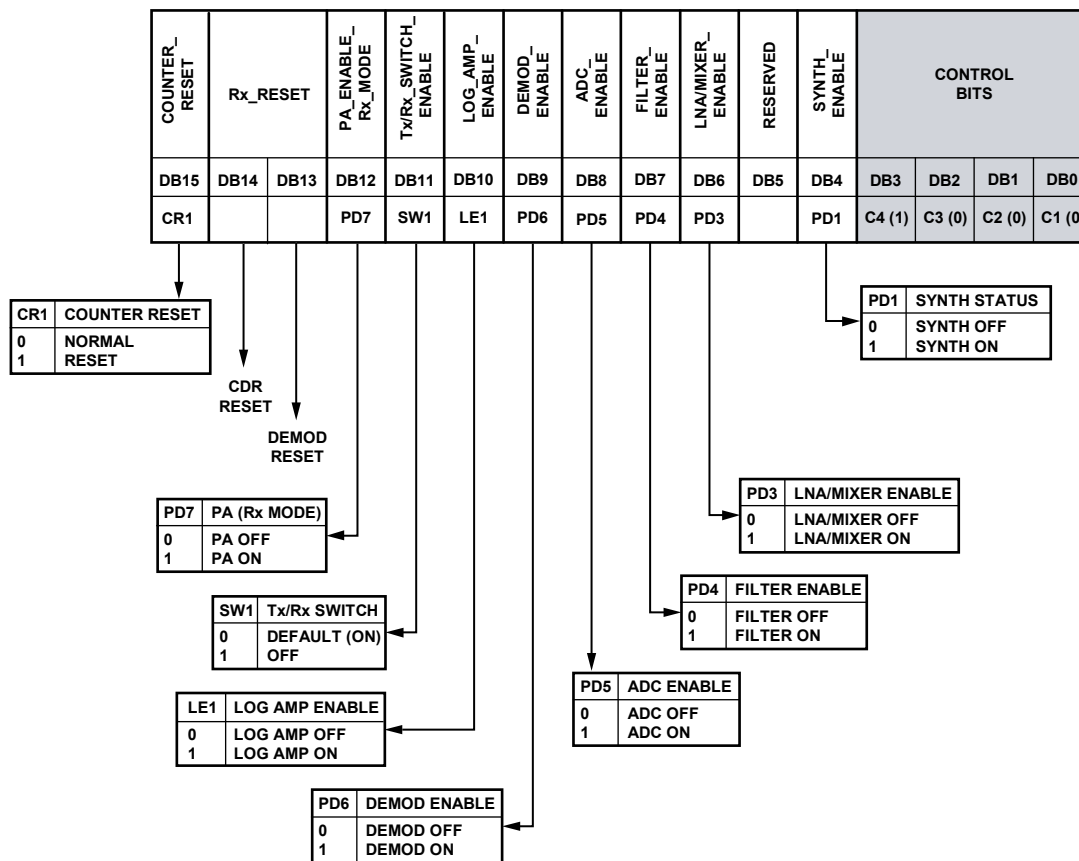 COUNTER_
RESET
Rx_RESET
PA_ENABLE_
Rx_MODE
Tx/Rx_SWITCH_
ENABLE
LOG_AMP_
ENABLE
DEMOD_
ENABLE
ADC_
ENABLE
FILTER_
ENABLE
LNA/MIXER_
ENABLE
RESERVED
SYNTH_
ENABLE
CONTROL
BITS
DB15 DB14 DB13 DB12 DB11 DB10 DB9 DB8 DB7 DB6 DB5 DB4 DB3 DB2 DB1 DB0
CR1 PD7 SW1 LE1 PD6 PD5 PD4 PD3 PD1 C4 (1) C3 (0) C2 (0) C1 (0
CR1 COUNTER RESET
0 NORMAL
1 RESET
PD1 SYNTH STATUS
0 SYNTH OFF
1 SYNTH ON
CDR
RESET
DEMOD
RESET
PD7 PA (Rx MODE)
0 PA OFF
1 PA ON
PD3 LNA/MIXER ENABLE
0 LNA/MIXER OFF
1 LNA/MIXER ON
SW1 Tx/Rx SWITCH
0 DEFAULT (ON)
1 OFF
PD4 FILTER ENABLE
0 FILTER OFF
1 FILTER ON
LE1 LOG AMP ENABLE
0 LOG AMP OFF
1 LOG AMP ON
PD5 ADC ENABLE
0 ADC OFF
1 ADC ON
PD6 DEMOD ENABLE
0 DEMOD OFF
1 DEMOD ON